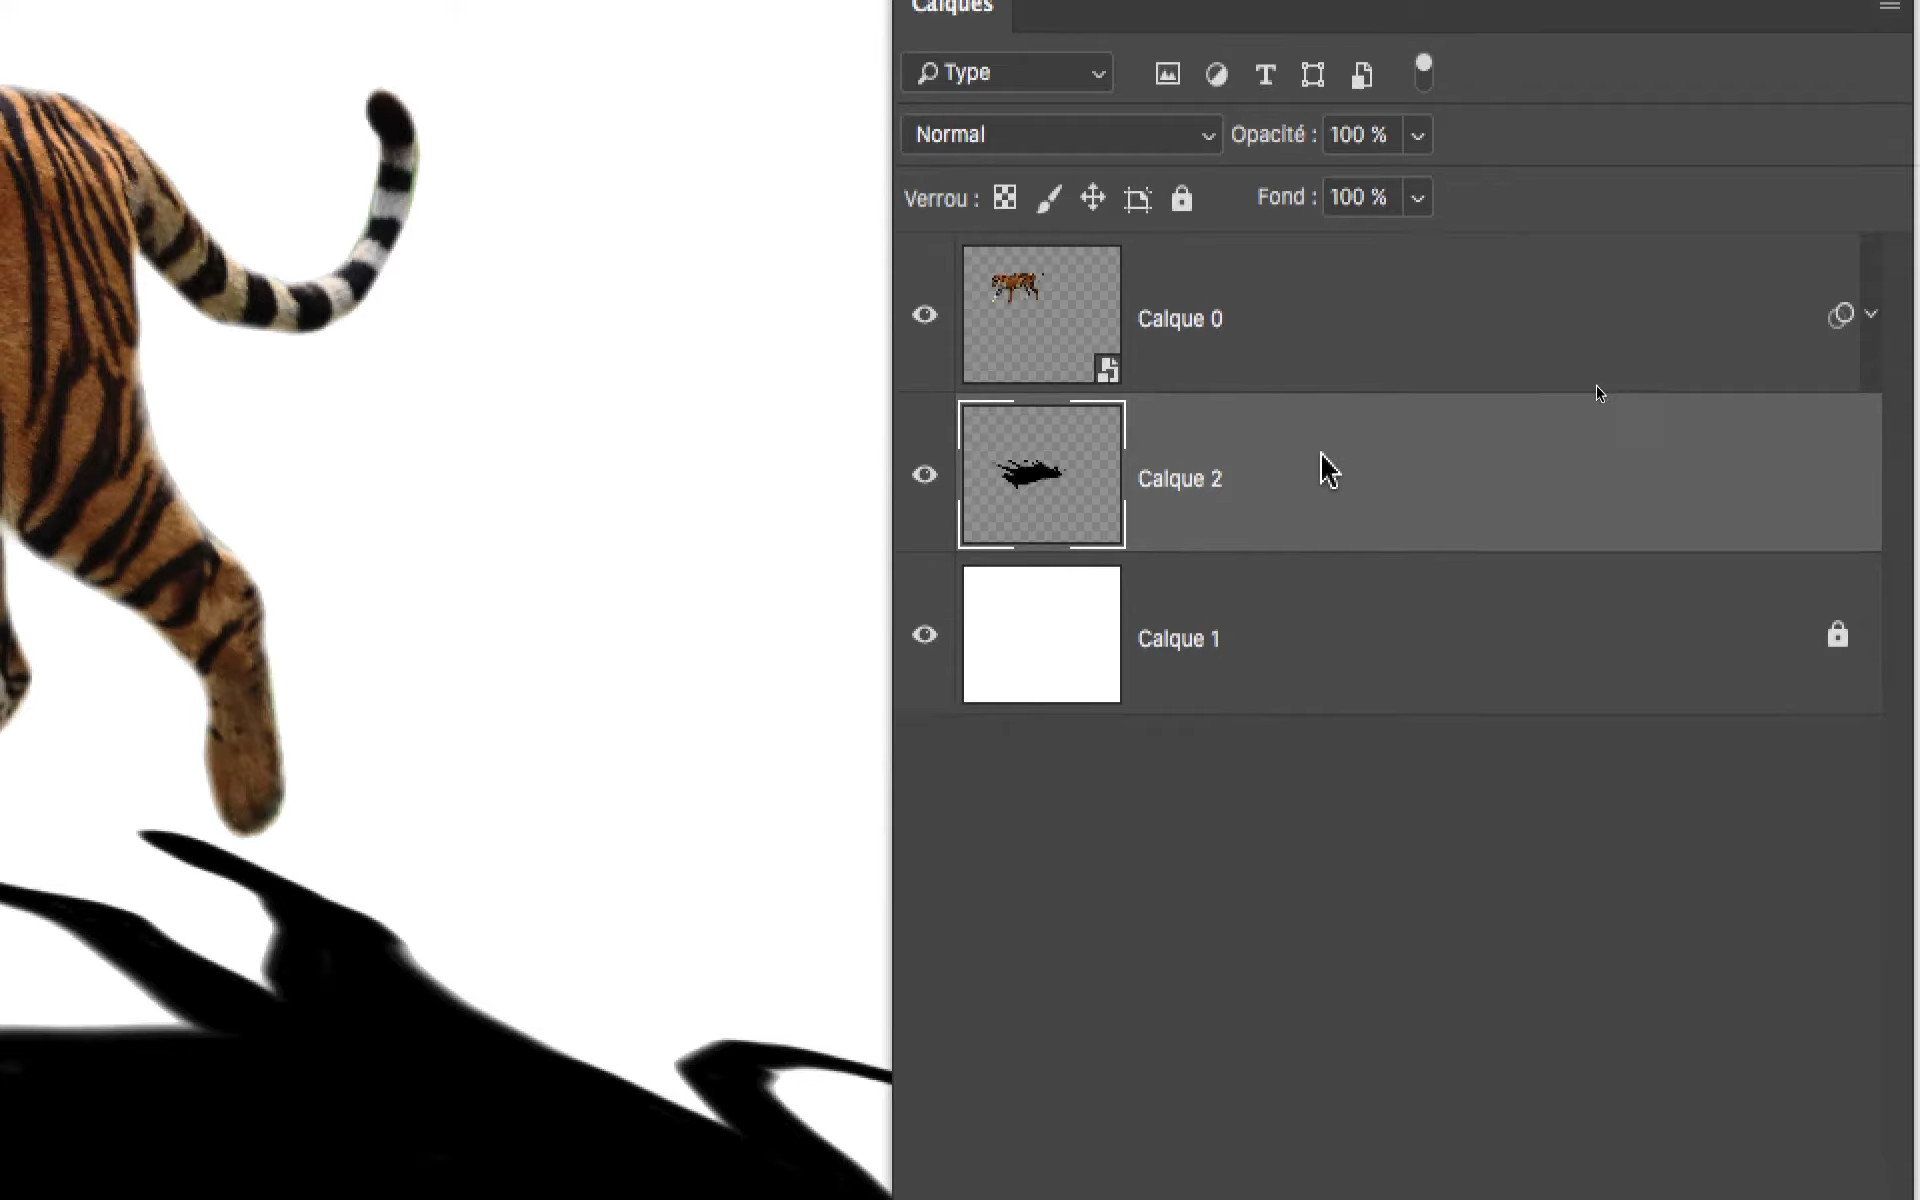 Calques
Type
Normal Opacité : 100 %
Verrou : Fond : 100 %
Calque 0
Calque 2
Calque 1